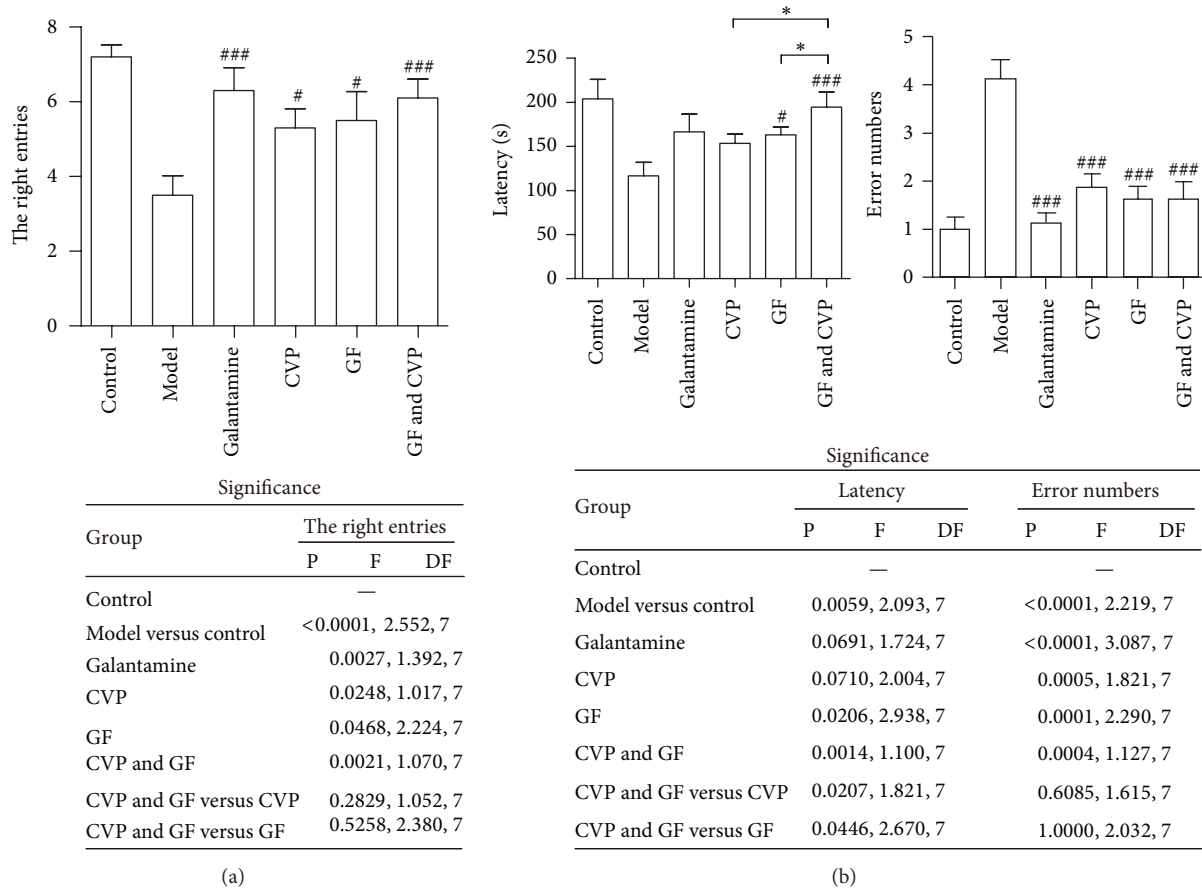 The right entries
8
6
4
2
0
###
#
#
###
Control
Model
Galantamine
CVP
GF
GF and CVP
Significance
Group
The right entries
P F DF
Control —
Model versus control <0.0001, 2.552, 7
Galantamine 0.0027, 1.392, 7
CVP 0.0248, 1.017, 7
GF 0.0468, 2.224, 7
CVP and GF 0.0021, 1.070, 7
CVP and GF versus CVP 0.2829, 1.052, 7
CVP and GF versus GF 0.5258, 2.380, 7
(a)
Latency (s)
250
200
150
100
50
0
*
*
#
###
Control
Model
Galantamine
CVP
GF
GF and CVP
Error numbers
5
4
3
2
1
0
###
###
###
###
Control
Model
Galantamine
CVP
GF
GF and CVP
Significance
Group
Latency Error numbers
P F DF P F DF
Control — —
Model versus control 0.0059, 2.093, 7 <0.0001, 2.219, 7
Galantamine 0.0691, 1.724, 7 <0.0001, 3.087, 7
CVP 0.0710, 2.004, 7 0.0005, 1.821, 7
GF 0.0206, 2.938, 7 0.0001, 2.290, 7
CVP and GF 0.0014, 1.100, 7 0.0004, 1.127, 7
CVP and GF versus CVP 0.0207, 1.821, 7 0.6085, 1.615, 7
CVP and GF versus GF 0.0446, 2.670, 7 1.0000, 2.032, 7
(b)